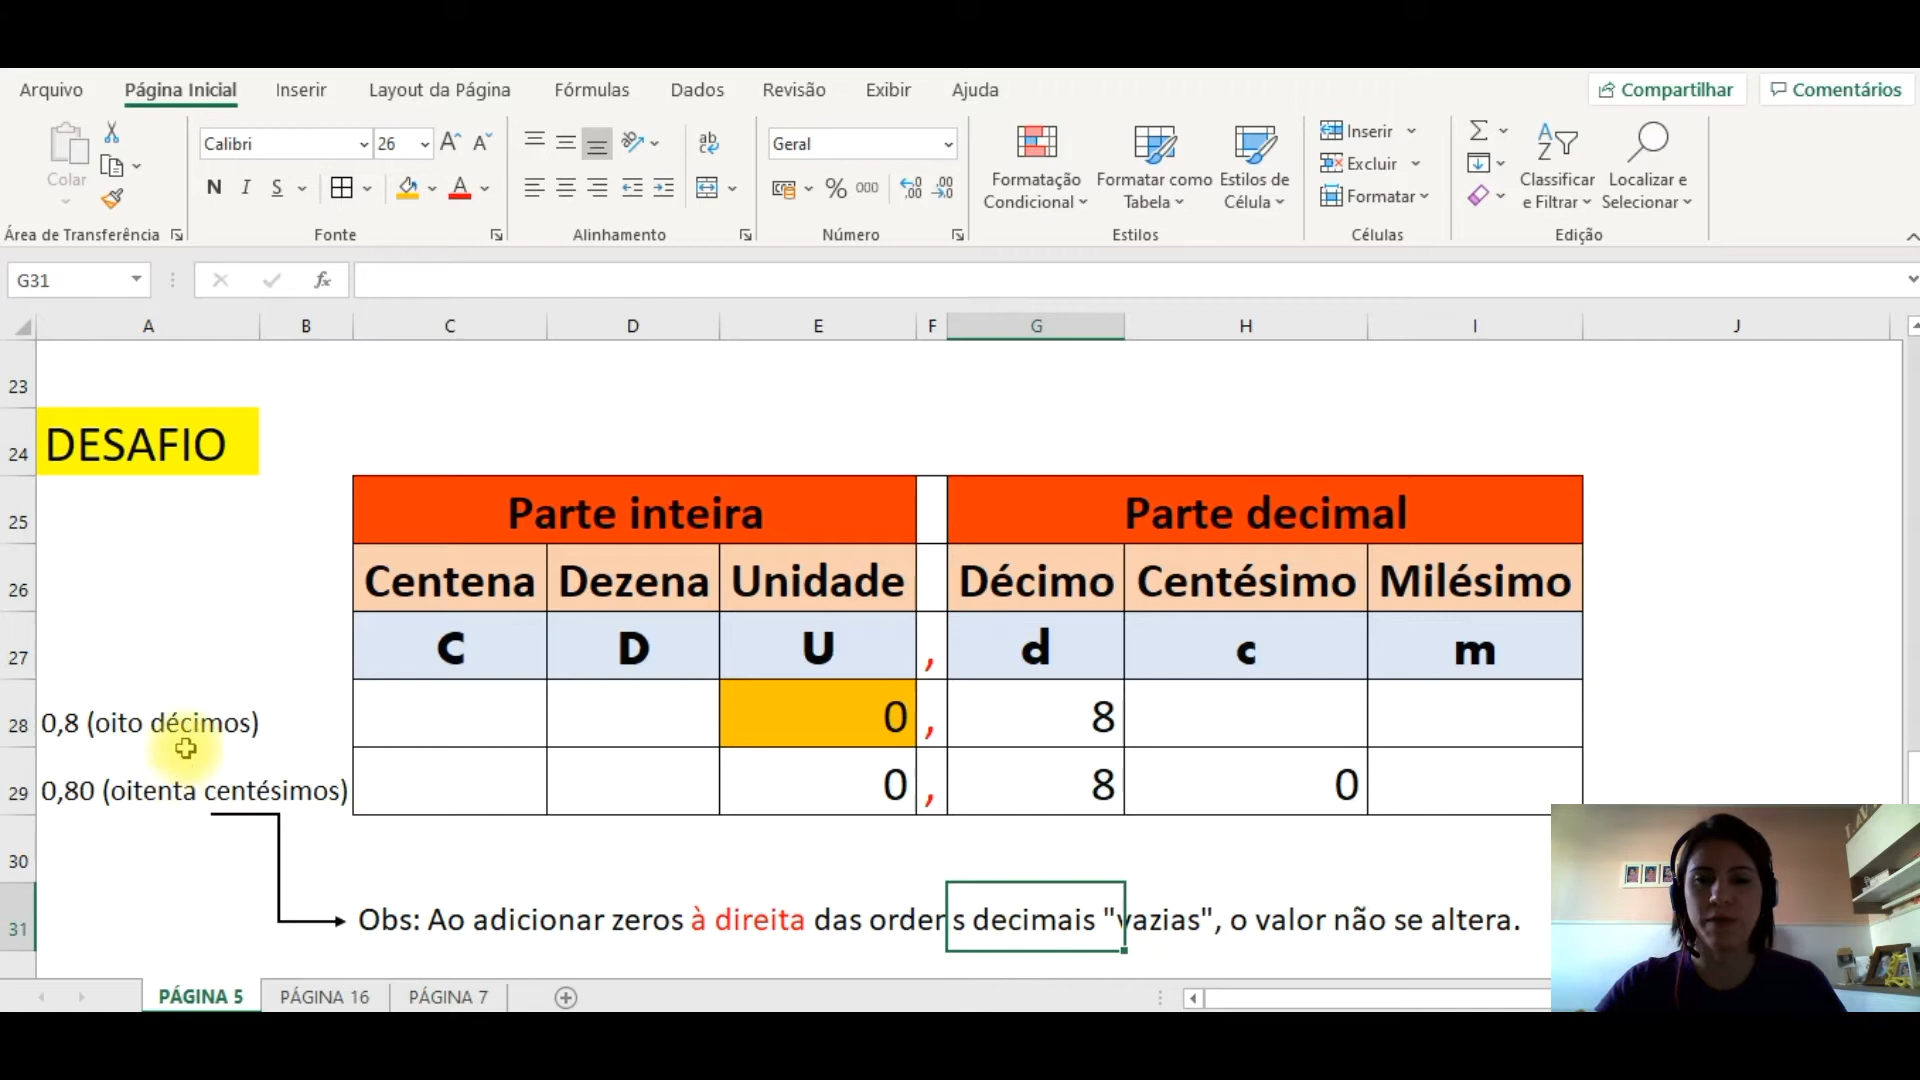 Arquivo Página Inicial Inserir Layout da Página Fórmulas Dados Revisão Exibir Ajuda Compartilhar Comentários
Colar
Calibri 26
N I S
ab
Geral
% 000
Formatação Condicional
Formatar como Tabela
Estilos de Célula
Inserir
Excluir
Formatar
Classificar e Filtrar
Localizar e Selecionar
Área de Transferência Fonte Alinhamento Número Estilos Células Edição
G31 fx
A B C D E F G H I J
23
24 DESAFIO
25 Parte inteira Parte decimal
26 Centena Dezena Unidade Décimo Centésimo Milésimo
27 C D U , d c m
28 0,8 (oito décimos) 0 , 8
29 0,80 (oitenta centésimos) 0 , 8 0
30
31 Obs: Ao adicionar zeros à direita das ordens decimais "vazias", o valor não se altera.
PÁGINA 5 PÁGINA 16 PÁGINA 7